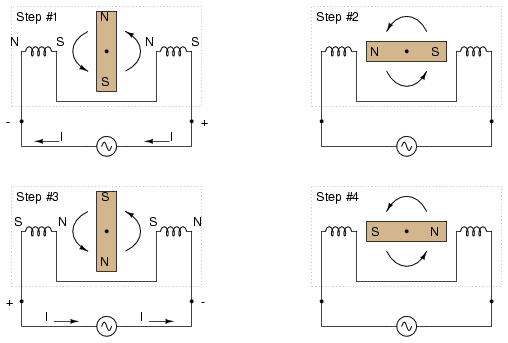 Step #1
N
N S N S
S
- +
I I
Step #2
N S
Step #3
S
S N S N
N
+ -
I I
Step #4
S N